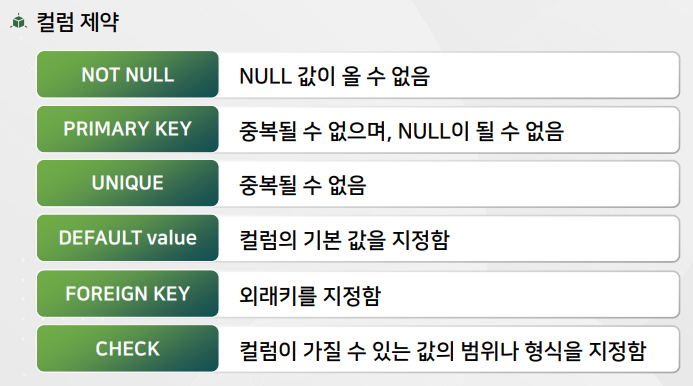 컬럼 제약
NOT NULL
NULL 값이 올 수 없음
PRIMARY KEY
중복될 수 없으며, NULL이 될 수 없음
UNIQUE
중복될 수 없음
DEFAULT value
컬럼의 기본 값을 지정함
FOREIGN KEY
외래키를 지정함
CHECK
컬럼이 가질 수 있는 값의 범위나 형식을 지정함